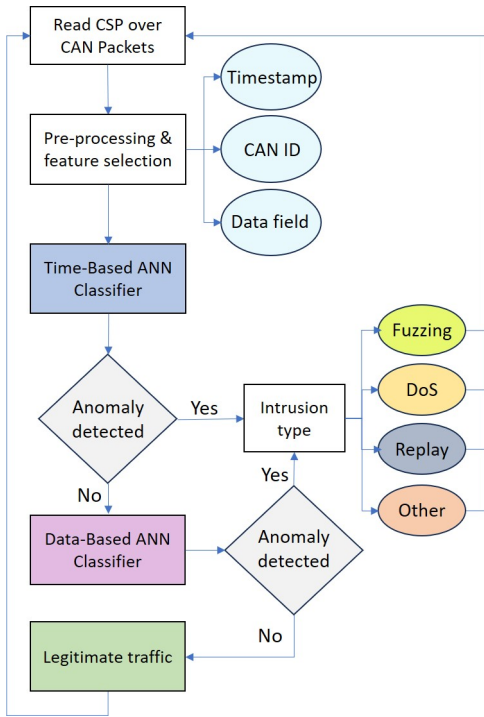 Read CSP over
CAN Packets
Timestamp
Pre-processing &
feature selection
CAN ID
Data field
Time-Based ANN
Classifier
Fuzzing
Anomaly
detected
Yes
Intrusion
type
DoS
Replay
No
Yes
Other
Data-Based ANN
Classifier
Anomaly
detected
No
Legitimate traffic